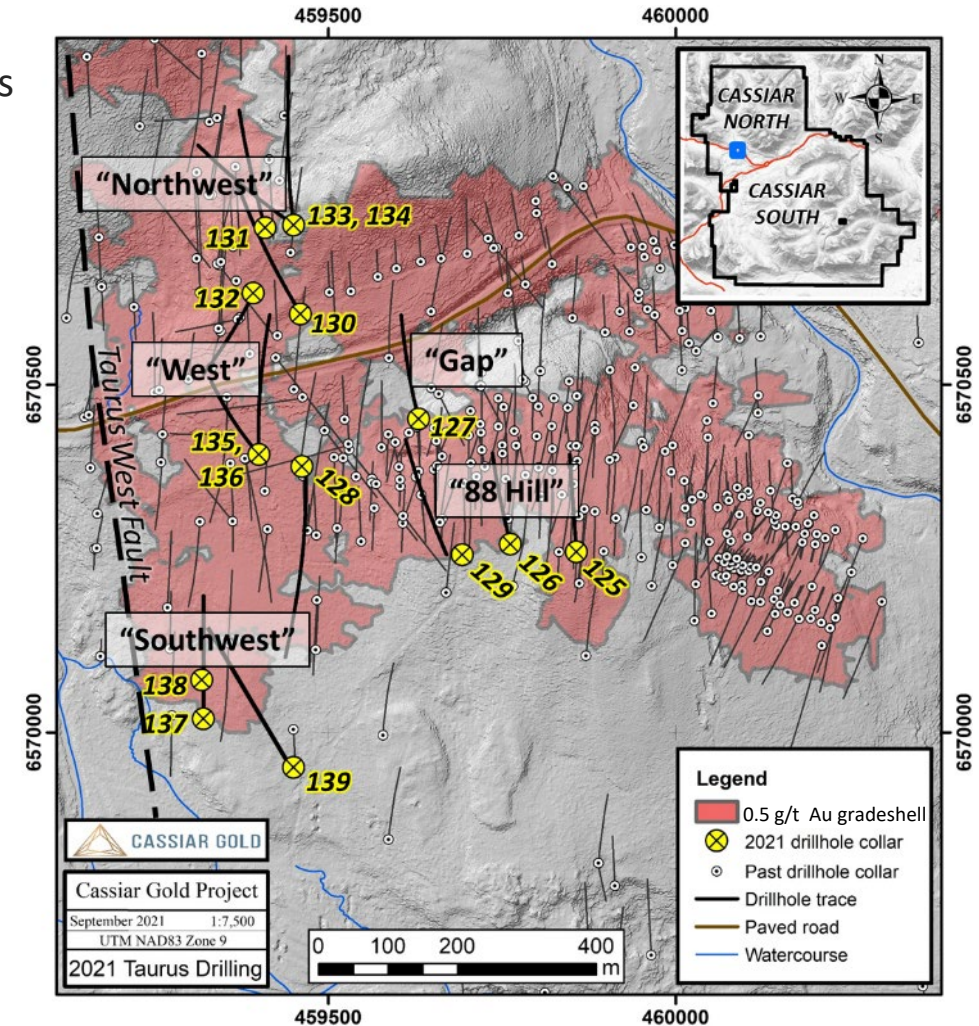 s
459500
460000
CASSIAR
NORTH
N
W
E
S
CASSIAR
SOUTH
"Northwest"
133, 134
131
132
130
"West"
"Gap"
6570500
6570500
Taurus West Fault
127
135,
136
128
"88 Hill"
129
126
125
"Southwest"
138
137
139
6570000
6570000
Legend
0.5 g/t Au gradeshell
2021 drillhole collar
Past drillhole collar
Drillhole trace
Paved road
Watercourse
CASSIAR GOLD
Cassiar Gold Project
September 2021 1:7,500
UTM NAD83 Zone 9
2021 Taurus Drilling
0 100 200 400
m
459500
460000